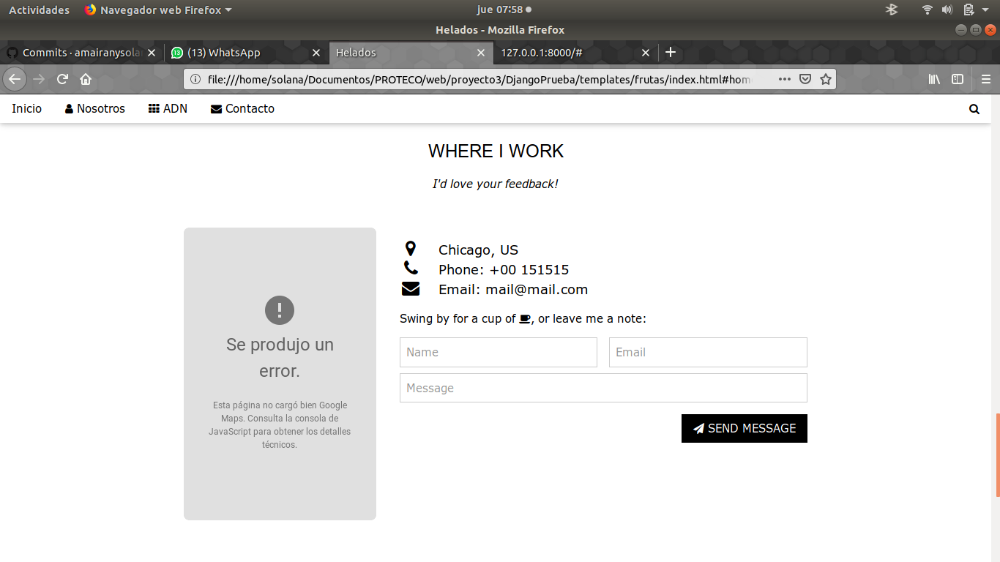 Actividades Navegador web Firefox jue 07:58
Helados - Mozilla Firefox
Commits · amairanysola (13) WhatsApp Helados 127.0.0.1:8000/#
file:///home/solana/Documentos/PROTECO/web/proyecto3/DjangoPrueba/templates/frutas/index.html#hom
Inicio Nosotros ADN Contacto
WHERE I WORK
I'd love your feedback!
Se produjo un
error.
Esta página no cargó bien Google
Maps. Consulta la consola de
JavaScript para obtener los detalles
técnicos.
Chicago, US
Phone: +00 151515
Email: mail@mail.com
Swing by for a cup of , or leave me a note:
Name Email
Message
SEND MESSAGE